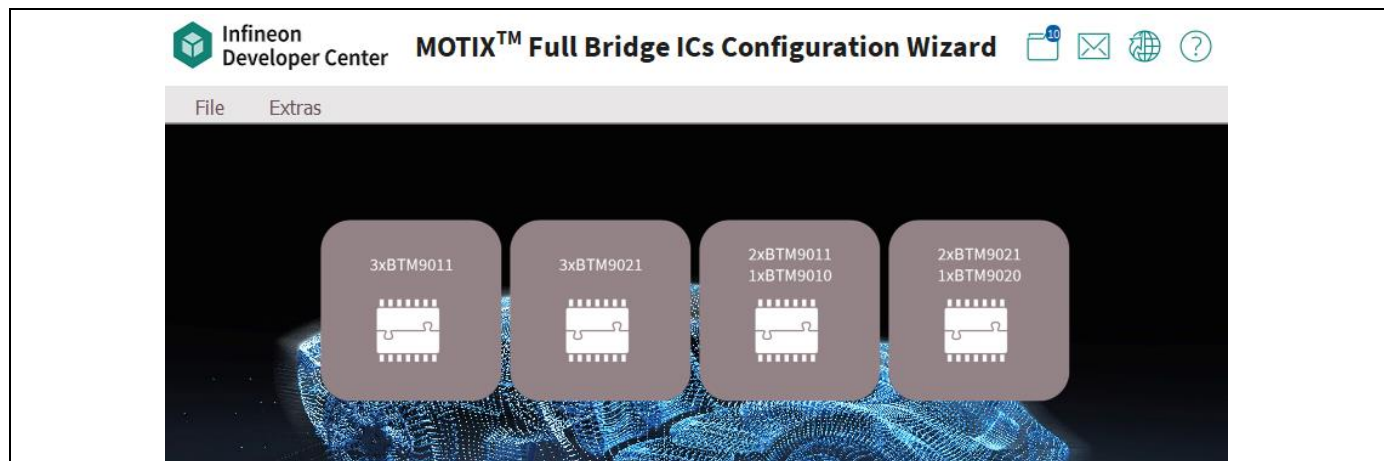 Infineon
Developer Center
MOTIX™ Full Bridge ICs Configuration Wizard
10
?
File Extras
3xBTM9011
3xBTM9021
2xBTM9011
1xBTM9010
2xBTM9021
1xBTM9020